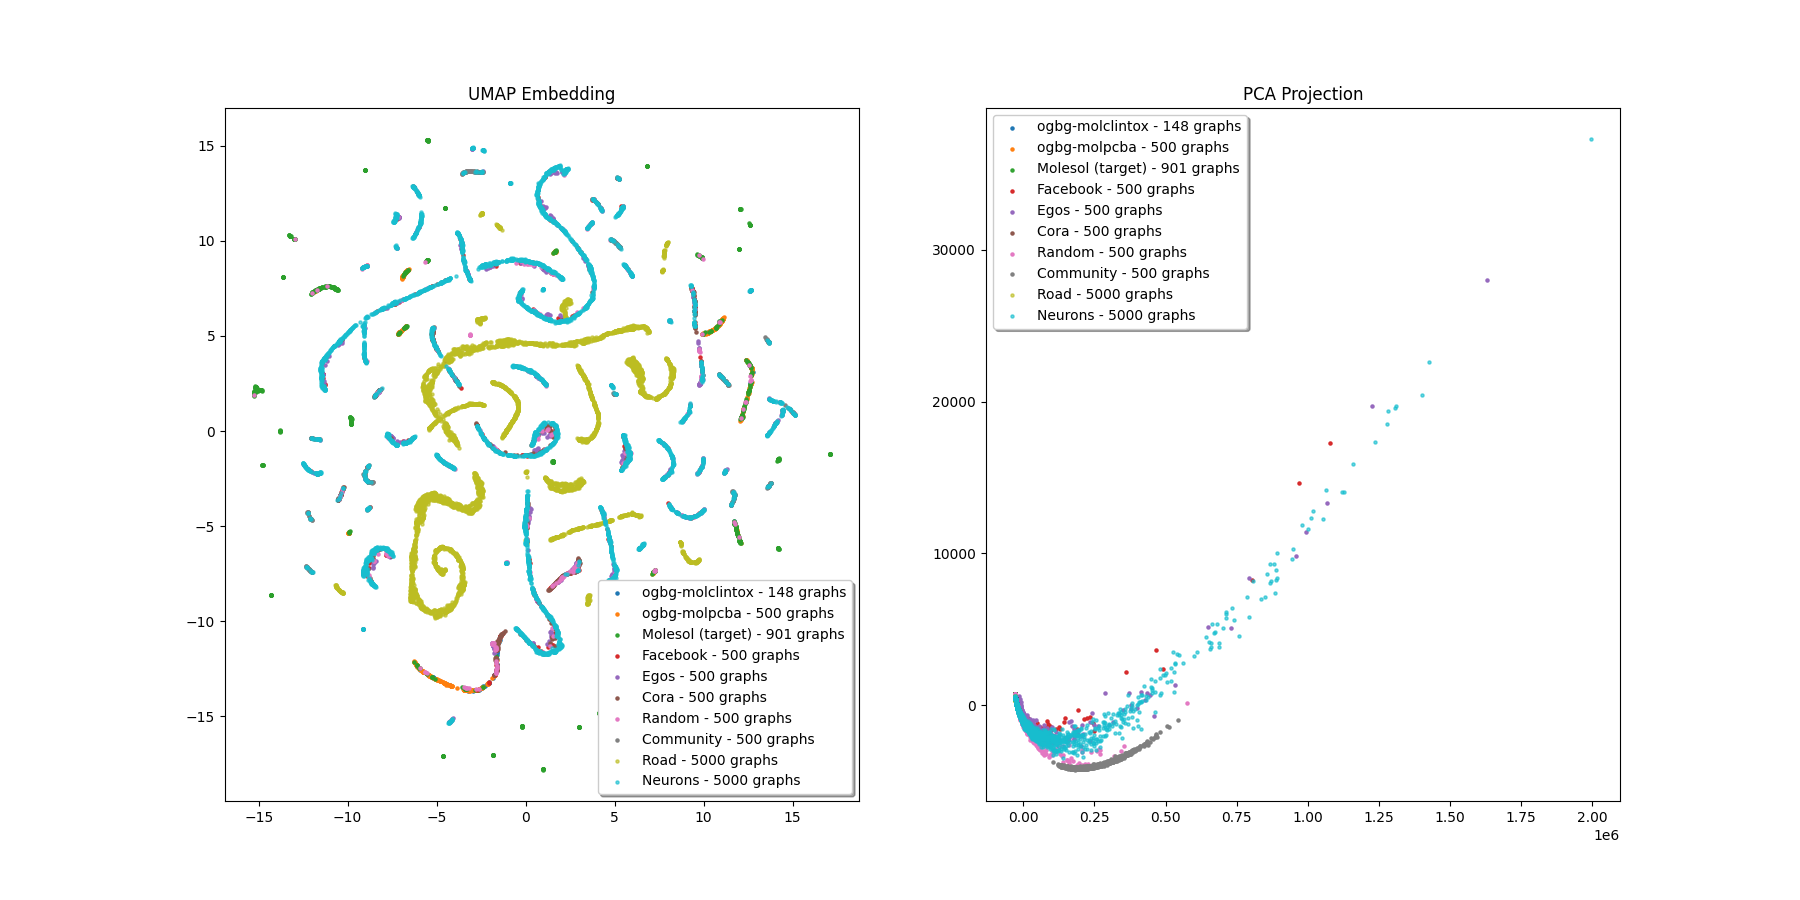 UMAP Embedding
15
10
5
0
−5
−10
−15
−15
−10
−5
0
5
10
15
ogbg-molclintox - 148 graphs
ogbg-molpcba - 500 graphs
Molesol (target) - 901 graphs
Facebook - 500 graphs
Egos - 500 graphs
Cora - 500 graphs
Random - 500 graphs
Community - 500 graphs
Road - 5000 graphs
Neurons - 5000 graphs
PCA Projection
ogbg-molclintox - 148 graphs
ogbg-molpcba - 500 graphs
Molesol (target) - 901 graphs
Facebook - 500 graphs
Egos - 500 graphs
Cora - 500 graphs
Random - 500 graphs
Community - 500 graphs
Road - 5000 graphs
Neurons - 5000 graphs
30000
20000
10000
0
0.00
0.25
0.50
0.75
1.00
1.25
1.50
1.75
2.00
1e6